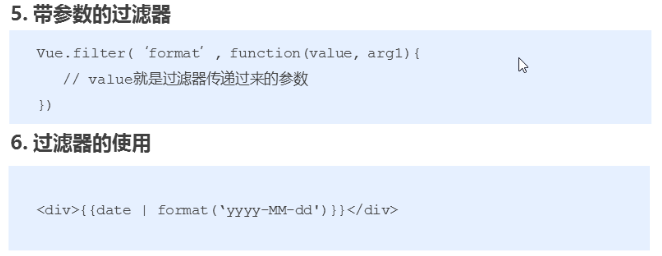 5. 带参数的过滤器
Vue.filter(‘format’, function(value, arg1){
// value就是过滤器传递过来的参数
})
6. 过滤器的使用
<div>{{date | format(‘yyyy-MM-dd')}}</div>